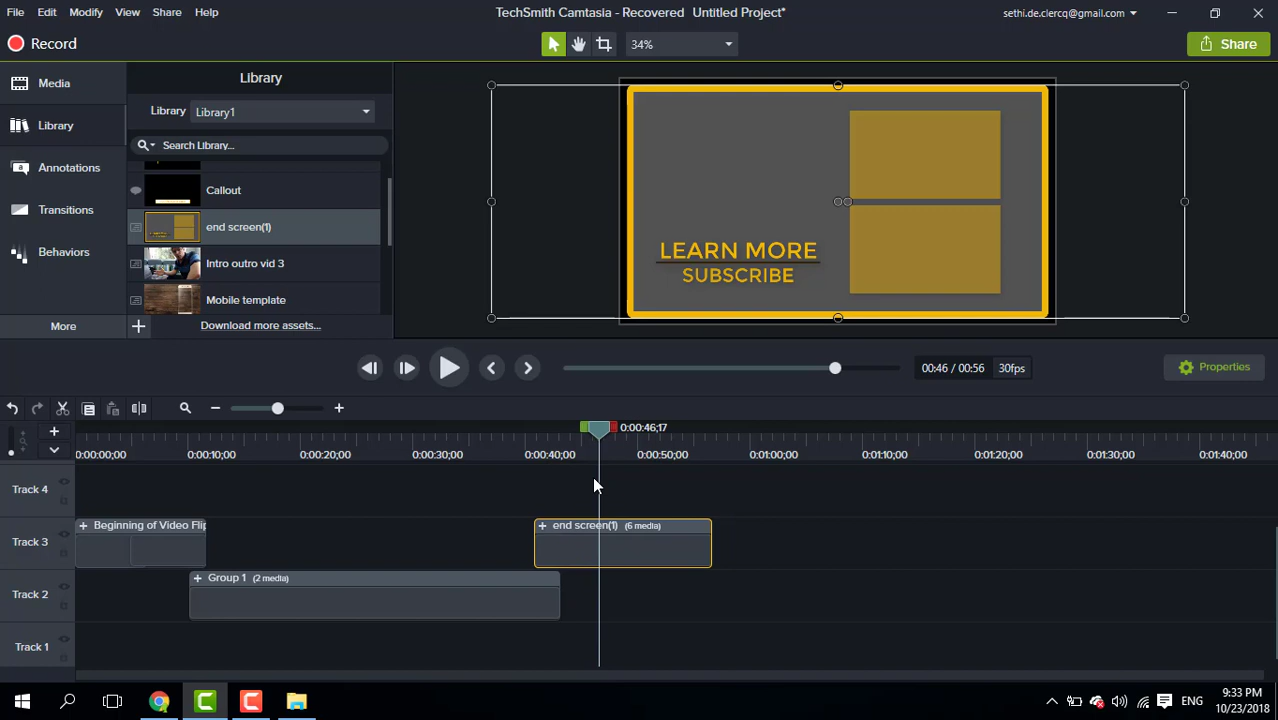 File Edit Modify View Share Help
TechSmith Camtasia - Recovered Untitled Project*
sethi.de.clercq@gmail.com
Record
34%
Share
Media
Library
Annotations
Transitions
Behaviors
More
Library
Library Library1
Search Library...
Callout
end screen(1)
Intro outro vid 3
Mobile template
Download more assets...
LEARN MORE
SUBSCRIBE
00:46 / 00:56 30fps
Properties
0:00:46;17
0:00:00;00 0:00:10;00 0:00:20;00 0:00:30;00 0:00:40;00 0:00:50;00 0:01:00;00 0:01:10;00 0:01:20;00 0:01:30;00 0:01:40;00
Track 4
Track 3
Beginning of Video Flip
end screen(1) (6 media)
Track 2
Group 1 (2 media)
Track 1
ENG
9:33 PM
10/23/2018